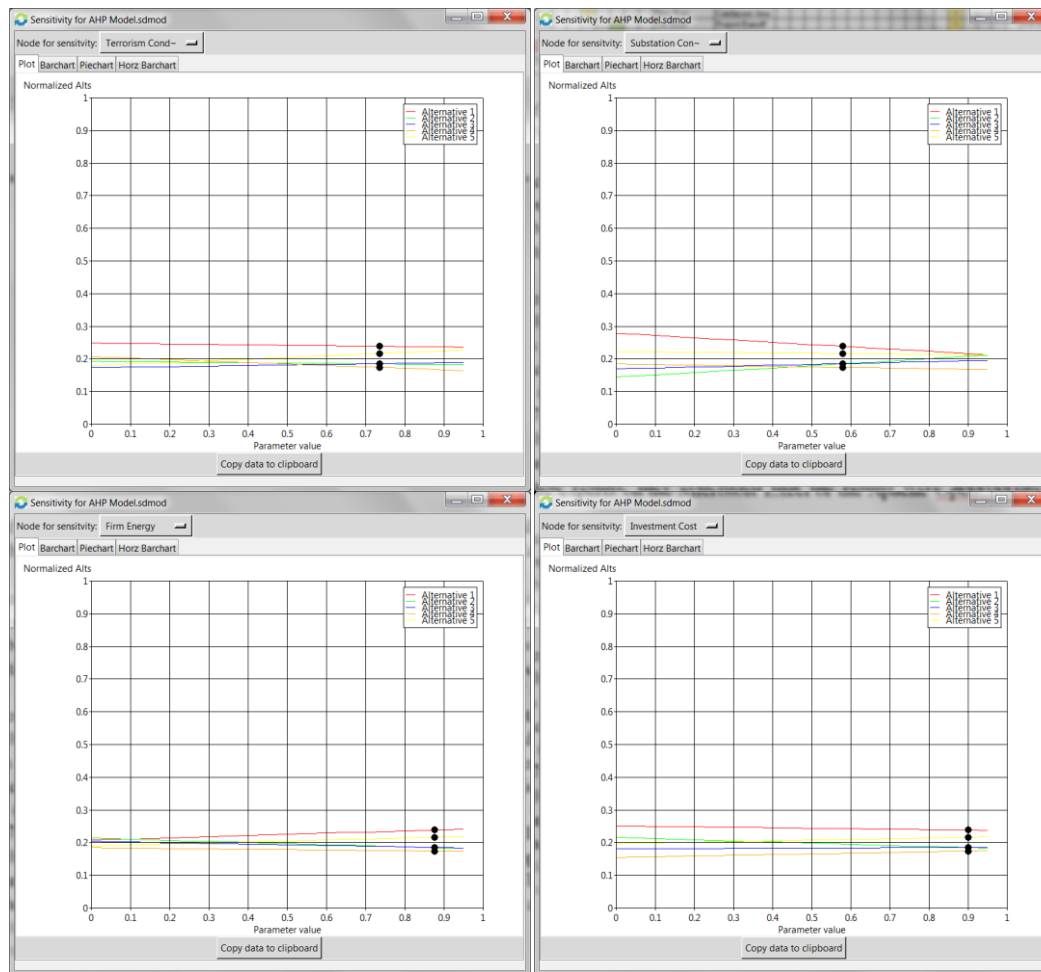 Sensitivity for AHP Model.sdmod
Node for sensitivity: Terrorism Cond~
Plot Barchart Piechart Horz Barchart
Normalized Alts
1
0.9
0.8
0.7
0.6
0.5
0.4
0.3
0.2
0.1
0
Alternative 1
Alternative 2
Alternative 3
Alternative 4
Alternative 5
0 0.1 0.2 0.3 0.4 0.5 0.6 0.7 0.8 0.9 1
Parameter value
Copy data to clipboard
Sensitivity for AHP Model.sdmod
Node for sensitivity: Substation Con~
Plot Barchart Piechart Horz Barchart
Normalized Alts
1
0.9
0.8
0.7
0.6
0.5
0.4
0.3
0.2
0.1
0
Alternative 1
Alternative 2
Alternative 3
Alternative 4
Alternative 5
0 0.1 0.2 0.3 0.4 0.5 0.6 0.7 0.8 0.9 1
Parameter value
Copy data to clipboard
Sensitivity for AHP Model.sdmod
Node for sensitivity: Firm Energy
Plot Barchart Piechart Horz Barchart
Normalized Alts
1
0.9
0.8
0.7
0.6
0.5
0.4
0.3
0.2
0.1
0
Alternative 1
Alternative 2
Alternative 3
Alternative 4
Alternative 5
0 0.1 0.2 0.3 0.4 0.5 0.6 0.7 0.8 0.9 1
Parameter value
Copy data to clipboard
Sensitivity for AHP Model.sdmod
Node for sensitivity: Investment Cost
Plot Barchart Piechart Horz Barchart
Normalized Alts
1
0.9
0.8
0.7
0.6
0.5
0.4
0.3
0.2
0.1
0
Alternative 1
Alternative 2
Alternative 3
Alternative 4
Alternative 5
0 0.1 0.2 0.3 0.4 0.5 0.6 0.7 0.8 0.9 1
Parameter value
Copy data to clipboard